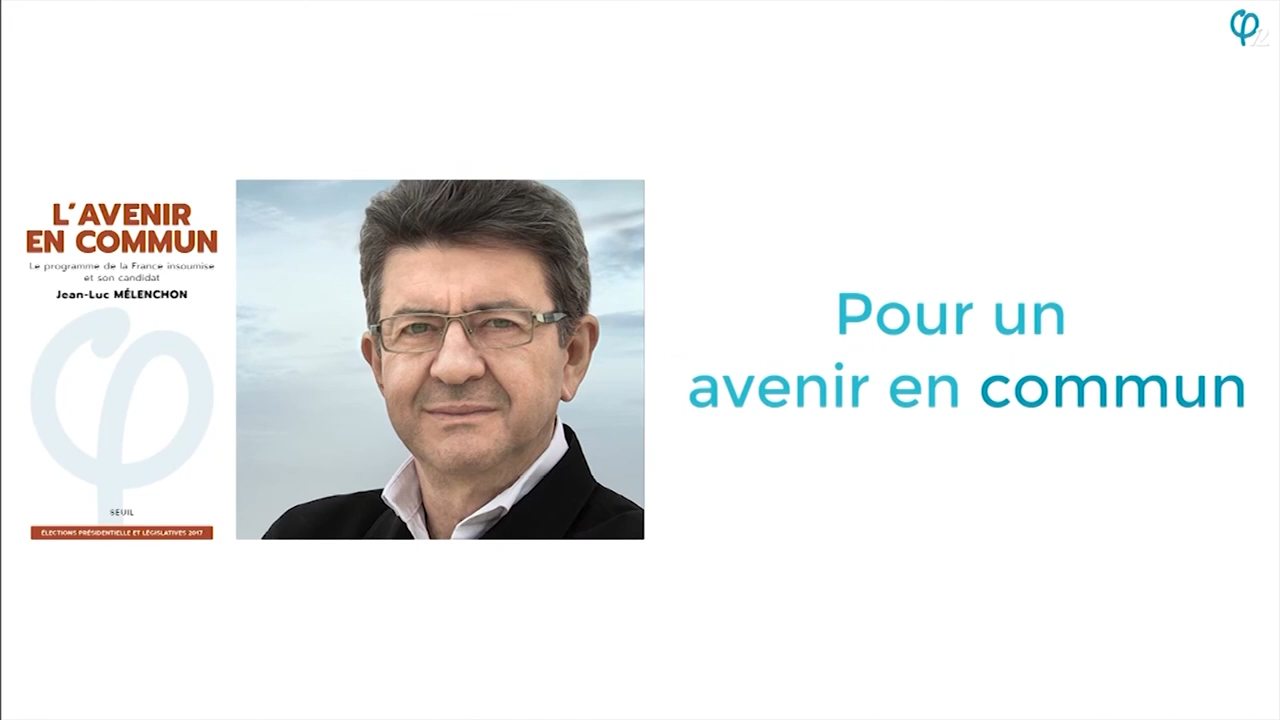 L'AVENIR
EN COMMUN
Le programme de la France insoumise
et son candidat
Jean-Luc MÉLENCHON
SEUIL
ÉLECTIONS PRÉSIDENTIELLE ET LÉGISLATIVES 2017
Pour un
avenir en commun
φ